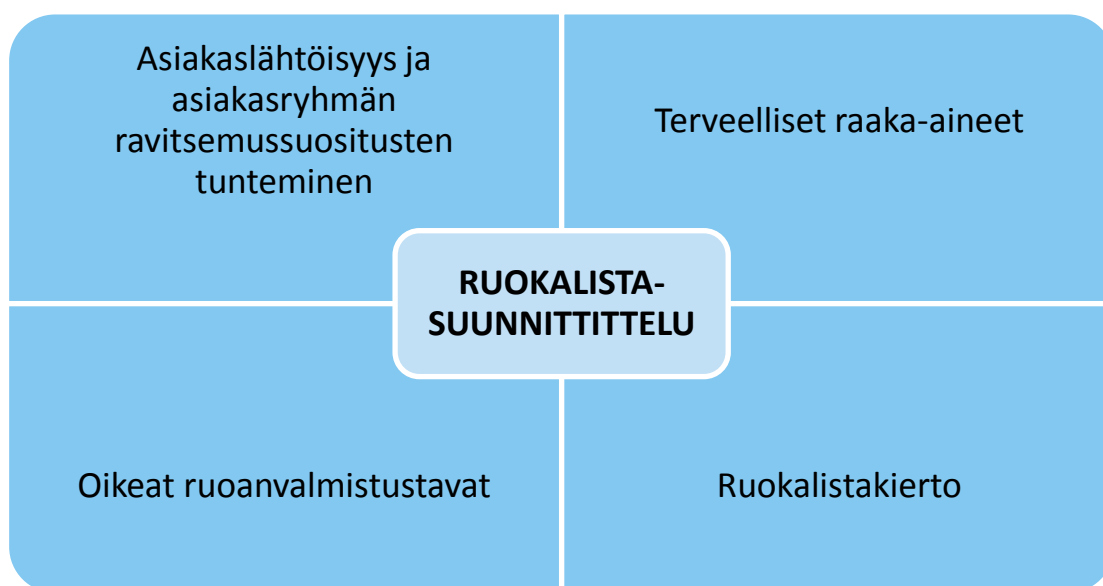 Asiakaslähtöisyys ja
asiakasryhmän
ravitsemussuositusten
tunteminen
Terveelliset raaka-aineet
RUOKALISTA-
SUUNNITTITTELU
Oikeat ruoanvalmistustavat
Ruokalistakierto